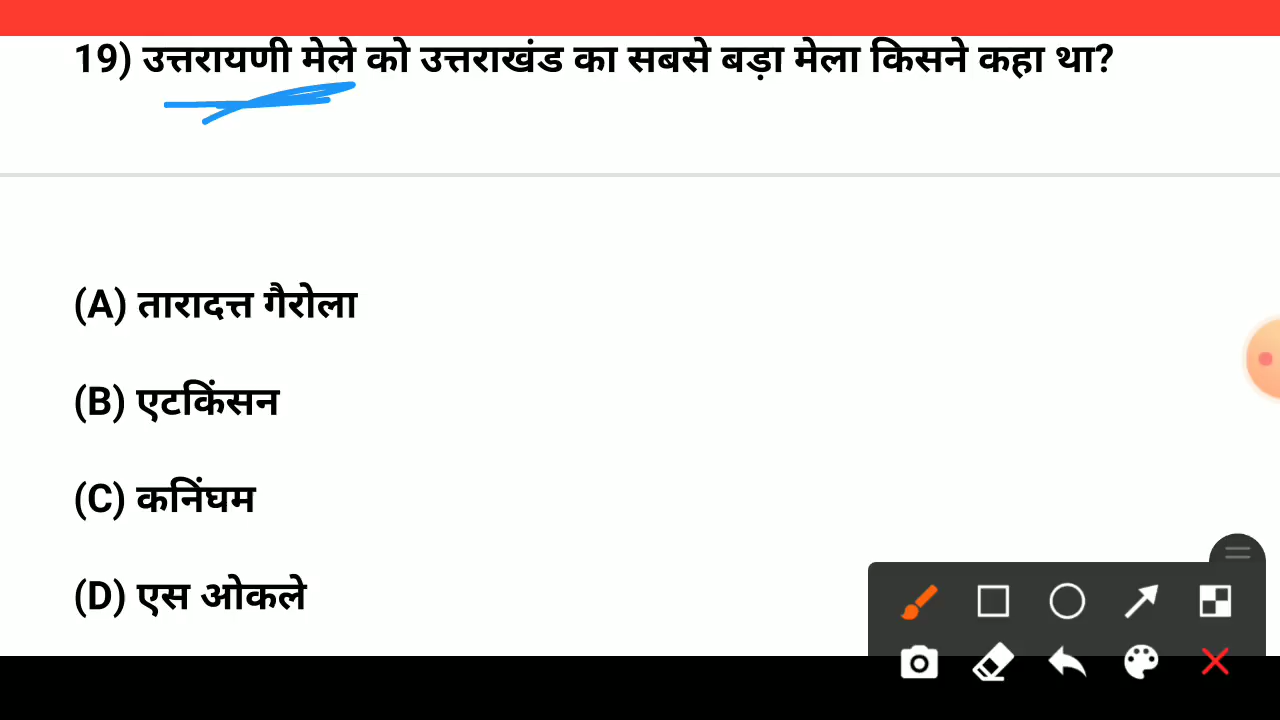 19) उत्तरायणी मेले को उत्तराखंड का सबसे बड़ा मेला किसने कहा था?
(A) तारादत्त गैरोला
(B) एटकिंसन
(C) कनिंघम
(D) एस ओकले